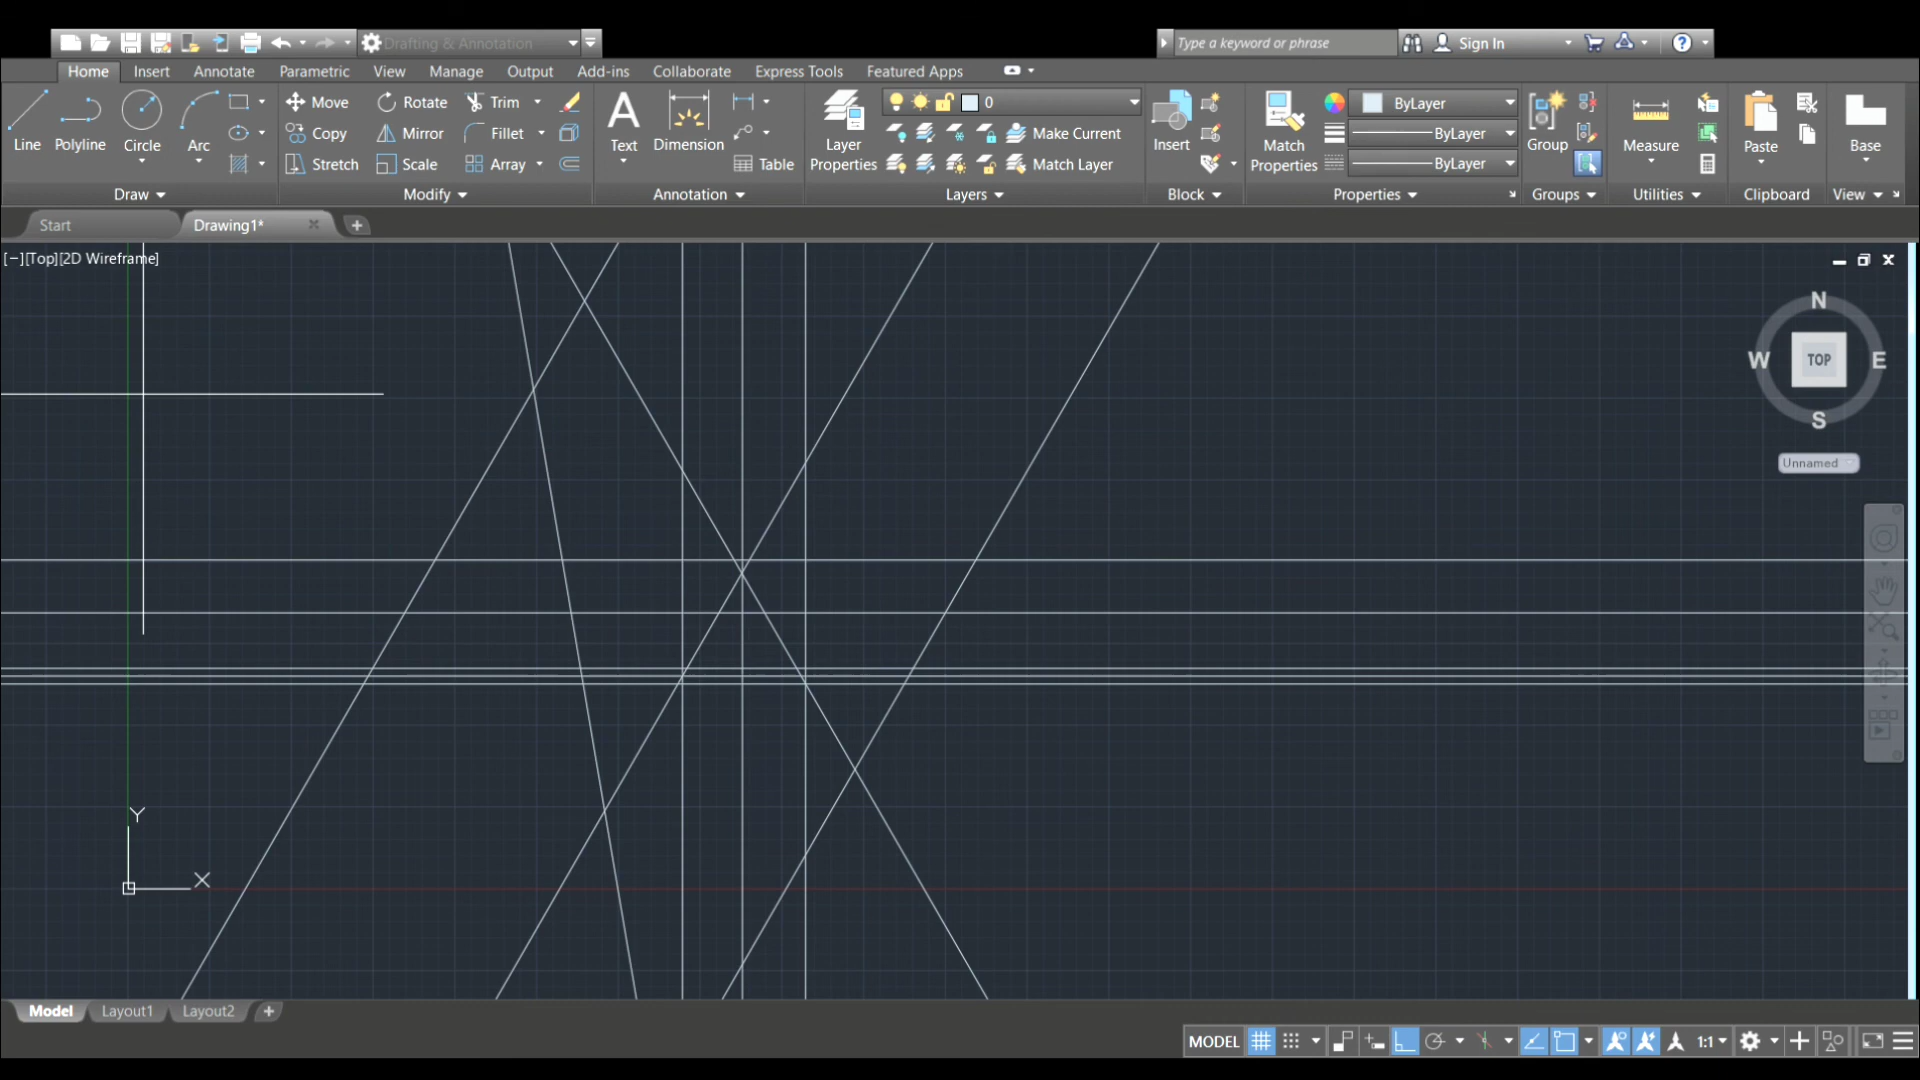 Drafting & Annotation
Type a keyword or phrase
Sign In
Home Insert Annotate Parametric View Manage Output Add-ins Collaborate Express Tools Featured Apps
Line Polyline Circle Arc
Move Rotate Trim
Copy Mirror Fillet
Stretch Scale Array
Text Dimension
Table
Layer Properties
0
Make Current
Match Layer
Insert
Match Properties
ByLayer
ByLayer
ByLayer
Group
Measure
Paste
Base
Draw Modify Annotation Layers Block Properties Groups Utilities Clipboard View
Start Drawing1*
[−][Top][2D Wireframe]
N
W TOP E
S
Unnamed
Y
X
Model Layout1 Layout2
MODEL 1:1